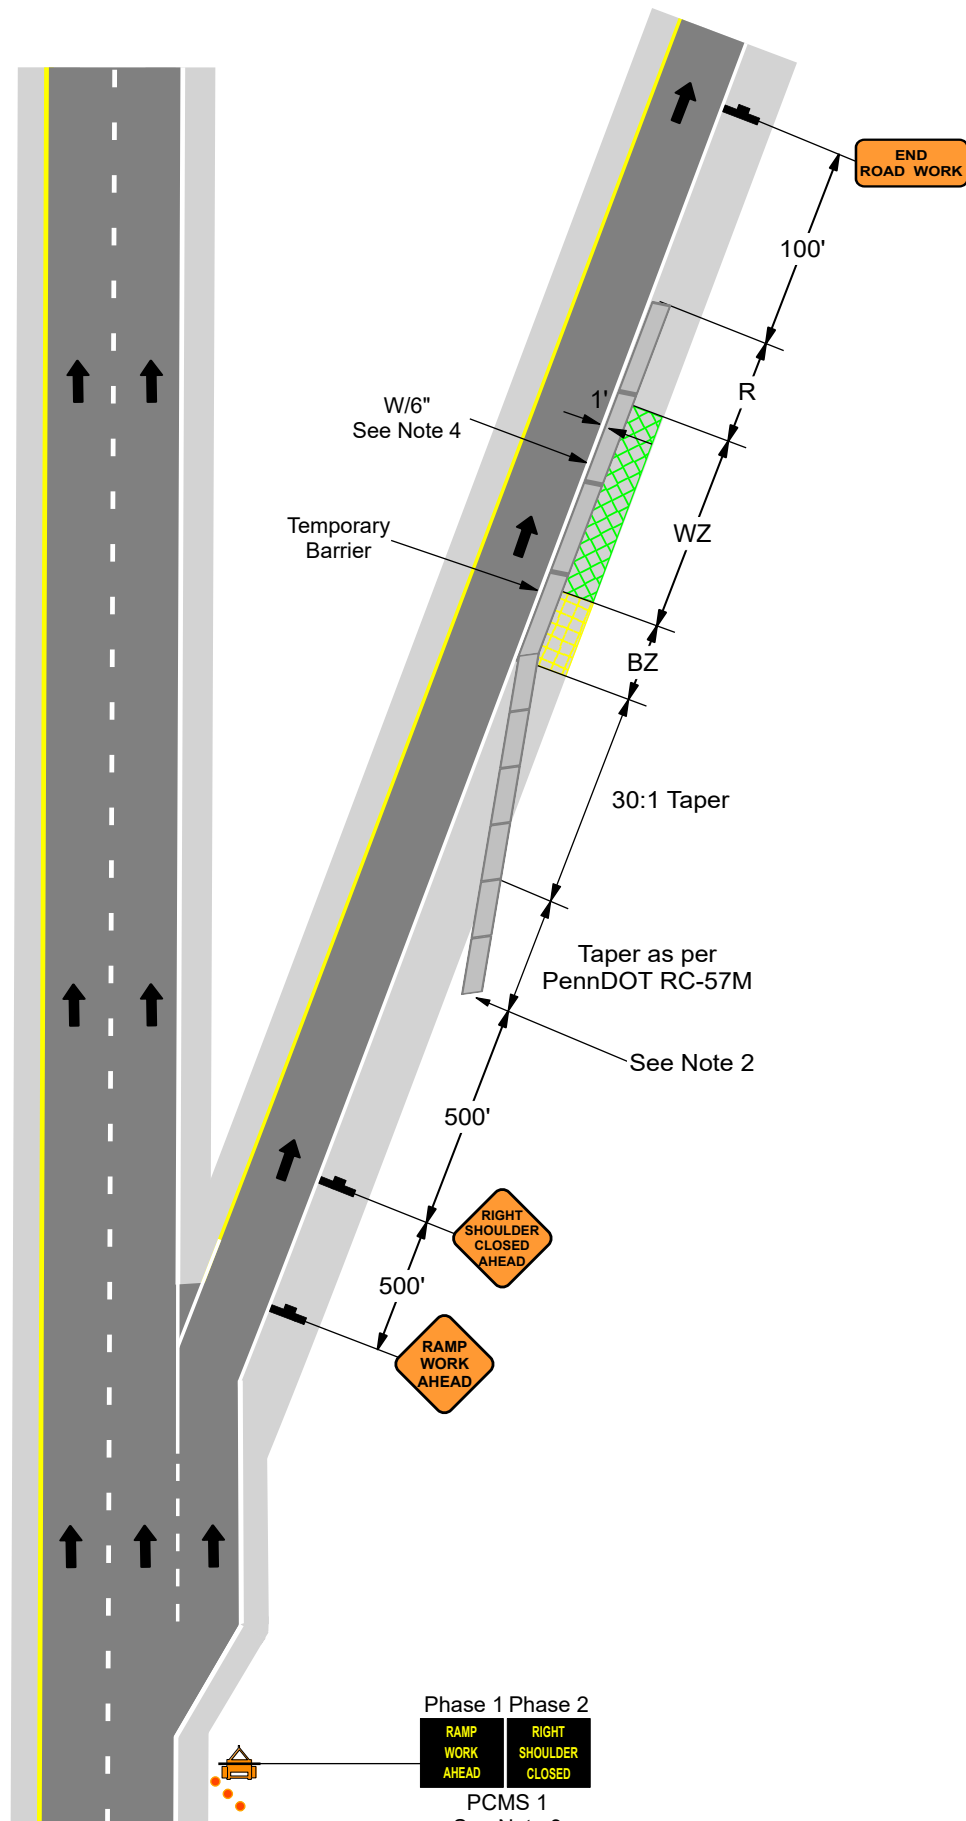 END
ROAD WORK
100'
R
1'
W/6"
See Note 4
WZ
Temporary
Barrier
BZ
30:1 Taper
Taper as per
PennDOT RC-57M
See Note 2
500'
RIGHT
SHOULDER
CLOSED
AHEAD
500'
RAMP
WORK
AHEAD
Phase 1 Phase 2
RAMP
WORK
AHEAD
RIGHT
SHOULDER
CLOSED
PCMS 1
See Note